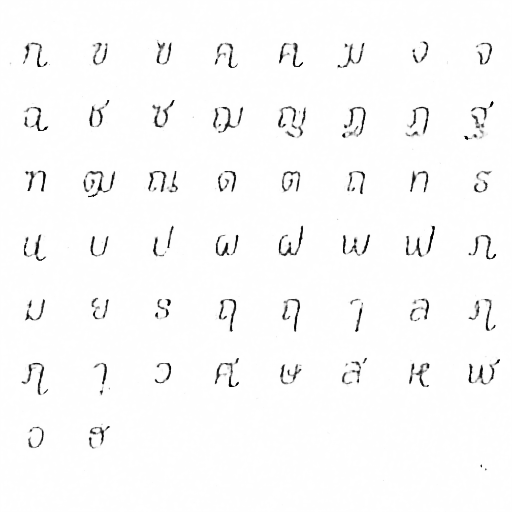 ก ข ฃ ค ฅ ฆ ง จ
ฉ ช ซ ฌ ญ ฎ ฏ ฐ
ฑ ฒ ณ ด ต ถ ท ธ
น บ ป ผ ฝ พ ฟ ภ
ม ย ร ฤ ฤ ๅ ล ฦ
ฦ ๅ ว ศ ษ ส ห ฬ
อ ฮ